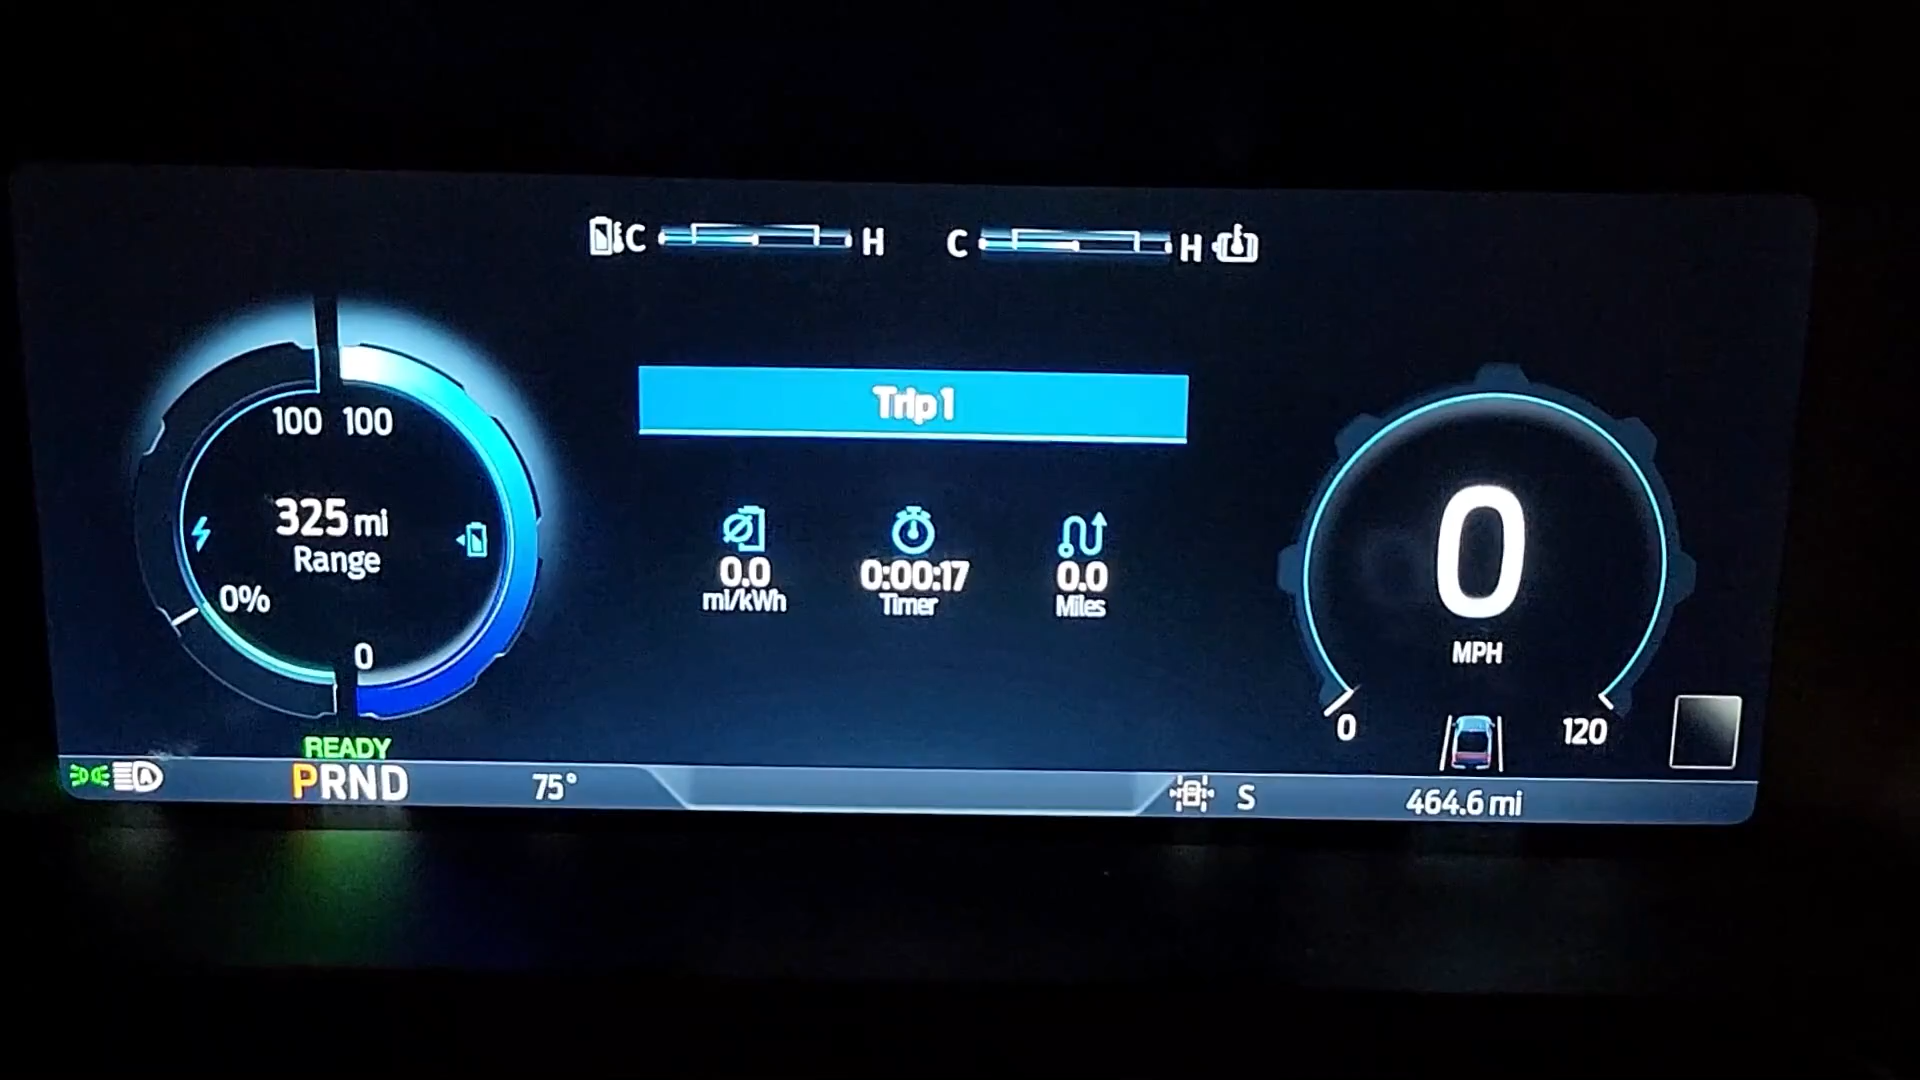 C H C H
Trip 1
100 100
325 mi
Range
0%
0
0.0
mi/kWh
0:00:17
Timer
0.0
Miles
0
MPH
0 120
READY
A
PRND
75°
S
464.6 mi